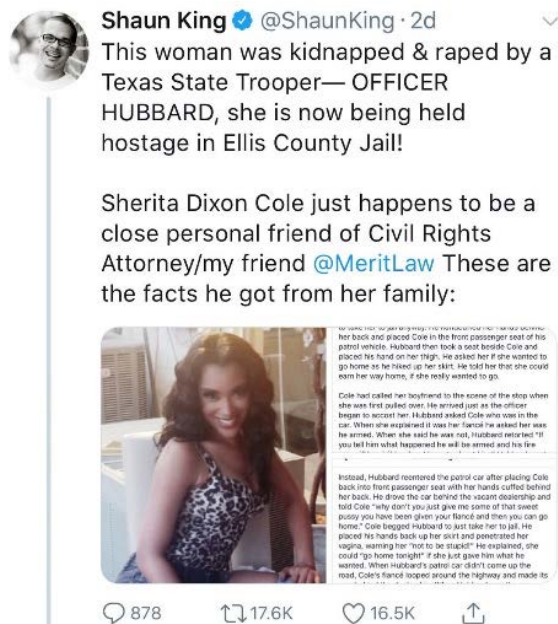 Shaun King @ShaunKing · 2d
This woman was kidnapped & raped by a
Texas State Trooper— OFFICER
HUBBARD, she is now being held
hostage in Ellis County Jail!
Sherita Dixon Cole just happens to be a
close personal friend of Civil Rights
Attorney/my friend @MeritLaw These are
the facts he got from her family:
her back and placed Cole in the front passenger seat of his
patrol vehicle. Hubbard then took a seat beside Cole and
placed his hand on her thigh. He asked her if she wanted to
go home as he hiked up her skirt. He told her that she could
earn her way home, if she really wanted to go.
Cole had called her boyfriend to the scene of the stop when
she was first pulled over. He arrived just as the officer
began to accost her. Hubbard asked Cole who was in the
car. When she explained it was her fiancé he asked her was
he armed. When she said he was not, Hubbard retorted "If
you tell him what happened he will be armed and his fire
Instead, Hubbard reentered the patrol car after placing Cole
back into front passenger seat with her hands cuffed behind
her back. He drove the car behind the vacant dealership and
told Cole "why don't you just give me some of that sweet
pussy you have been given your fiancé and then you can go
home." Cole begged Hubbard to just take her to jail. He
placed his hands back up her skirt and penetrated her
vagina, warning her "not to be stupid!" He explained, she
could "go home tonight" if she just gave him what he
wanted. When Hubbard's patrol car didn't come up the
road, Cole's fiancé looped around the highway and made its
878 17.6K 16.5K